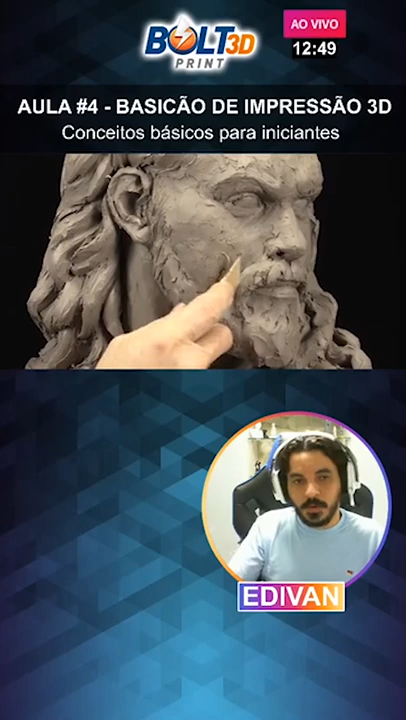 BOLT3D
PRINT
AO VIVO
12:49
AULA #4 - BASICÃO DE IMPRESSÃO 3D
Conceitos básicos para iniciantes
EDIVAN